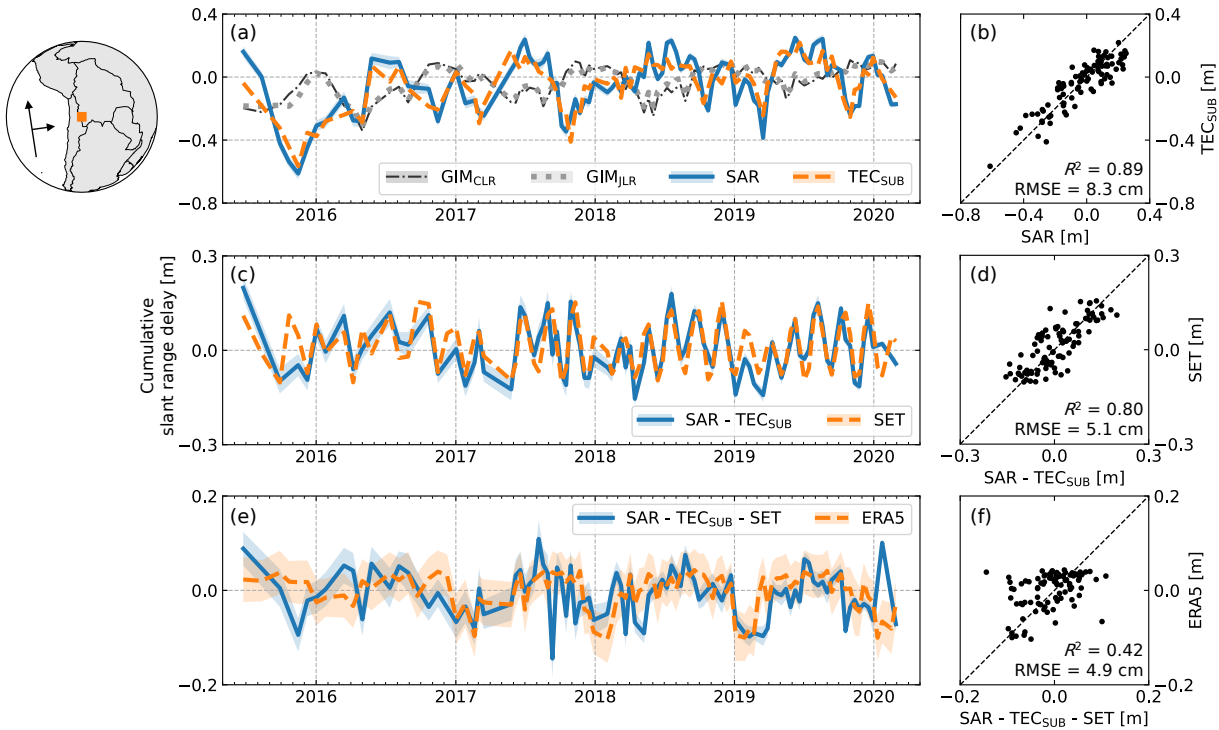 (a)
0.4
0.0
−0.4
−0.8
GIM_CLR
GIM_JLR
SAR
TEC_SUB
2016
2017
2018
2019
2020
(b)
0.4
0.0
−0.4
−0.8
TEC_SUB [m]
R² = 0.89
RMSE = 8.3 cm
−0.8
−0.4
0.0
0.4
SAR [m]
Cumulative
slant range delay [m]
(c)
0.3
0.0
−0.3
SAR - TEC_SUB
SET
2016
2017
2018
2019
2020
(d)
0.3
0.0
−0.3
SET [m]
R² = 0.80
RMSE = 5.1 cm
−0.3
0.0
0.3
SAR - TEC_SUB [m]
(e)
0.2
0.0
−0.2
SAR - TEC_SUB - SET
ERA5
2016
2017
2018
2019
2020
(f)
0.2
0.0
−0.2
ERA5 [m]
R² = 0.42
RMSE = 4.9 cm
−0.2
0.0
0.2
SAR - TEC_SUB - SET [m]